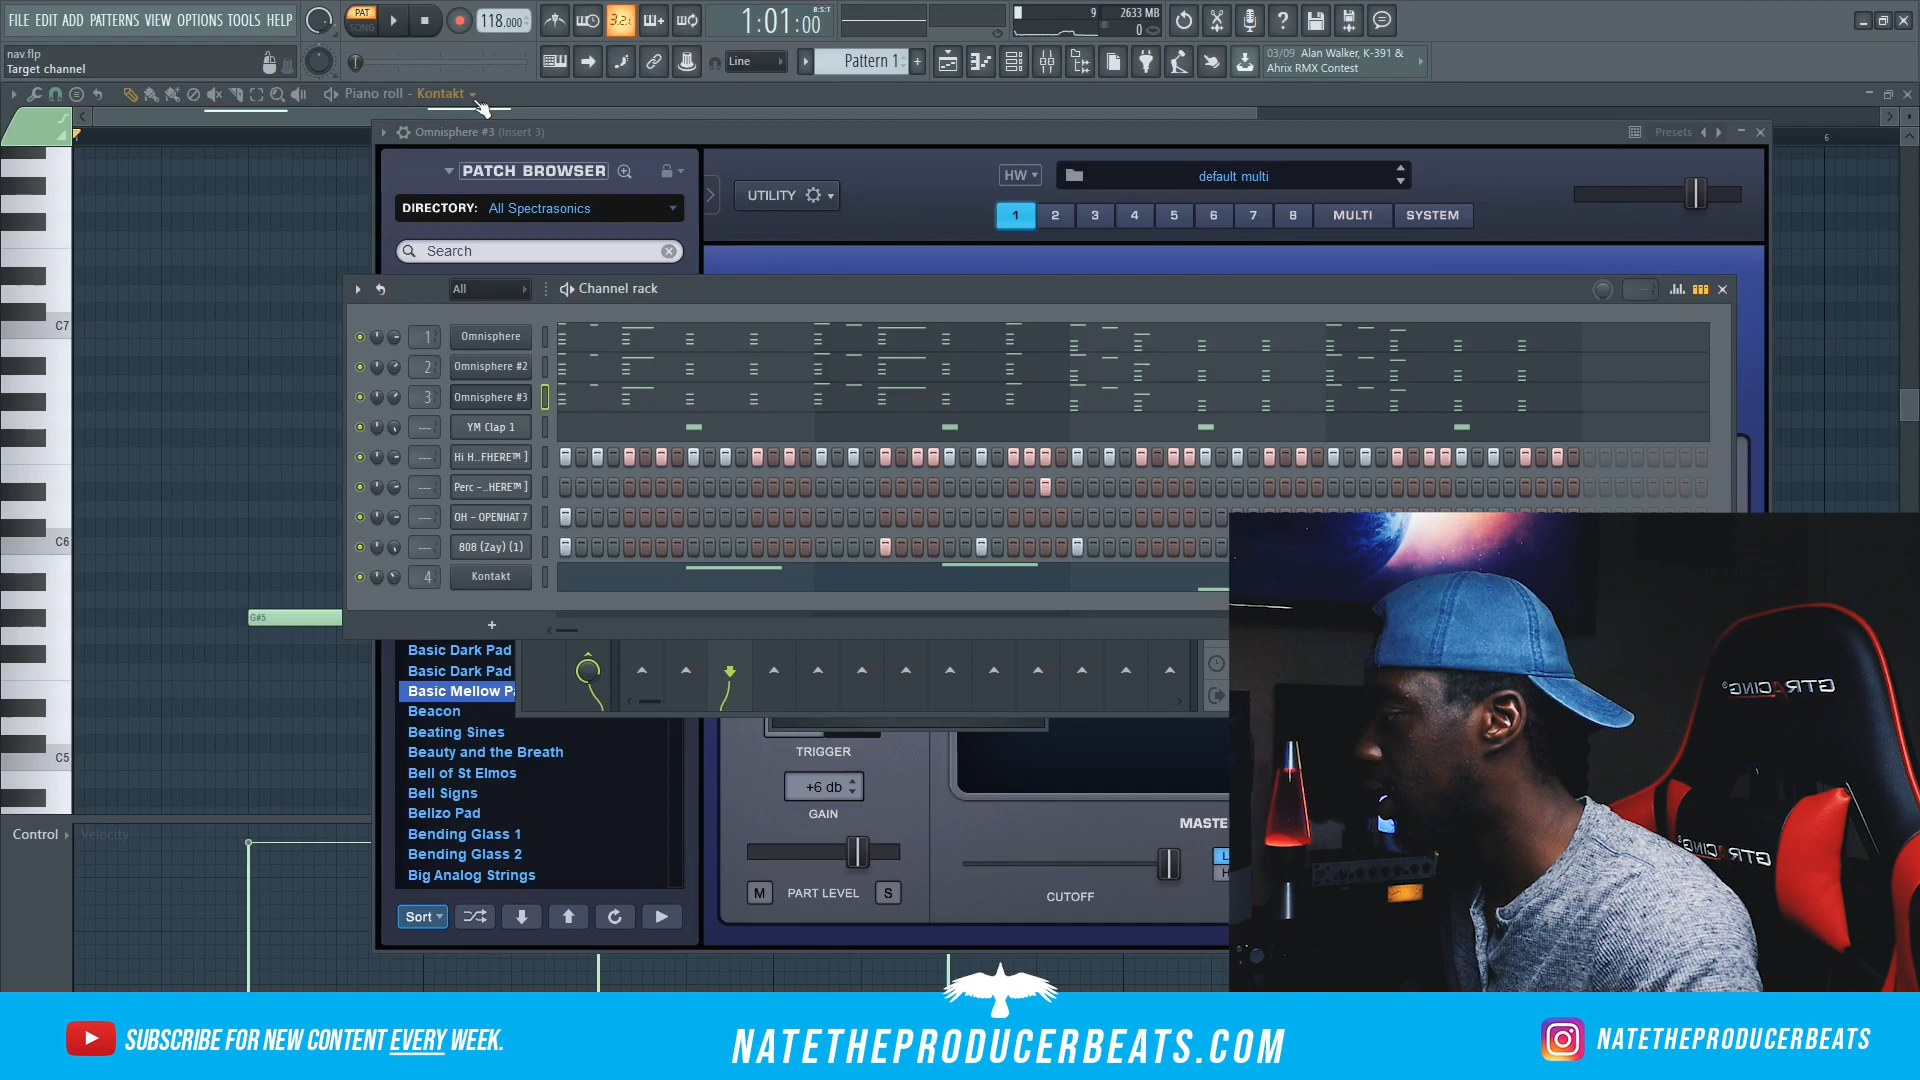 FILE EDIT ADD PATTERNS VIEW OPTIONS TOOLS HELP
PAT
SONG
118.000
3.2.
1:01:00
B:S:T
9
2633 MB
0
nav.flp
Target channel
Line
Pattern 1
+
03/09 Alan Walker, K-391 &
Ahrix RMX Contest
Piano roll - Kontakt
Omnisphere #3 (Insert 3)
Presets
6
PATCH BROWSER
DIRECTORY: All Spectrasonics
Search
UTILITY
HW
default multi
1 2 3 4 5 6 7 8 MULTI SYSTEM
All
Channel rack
1 Omnisphere
2 Omnisphere #2
3 Omnisphere #3
--- YM Clap 1
--- Hi H..FHERE™ ]
--- Perc -..HERE™ ]
--- OH - OPENHAT 7
--- 808 (Zay) (1)
4 Kontakt
+
C7
C6
C5
G#5
Control
Velocity
Basic Dark Pad
Basic Dark Pad
Basic Mellow Pa
Beacon
Beating Sines
Beauty and the Breath
Bell of St Elmos
Bell Signs
Bellzo Pad
Bending Glass 1
Bending Glass 2
Big Analog Strings
Sort
TRIGGER
+6 db
GAIN
M PART LEVEL S
MASTE
CUTOFF
GTRACING
GTRACING
SUBSCRIBE FOR NEW CONTENT EVERY WEEK.
NATETHEPRODUCERBEATS.COM
NATETHEPRODUCERBEATS